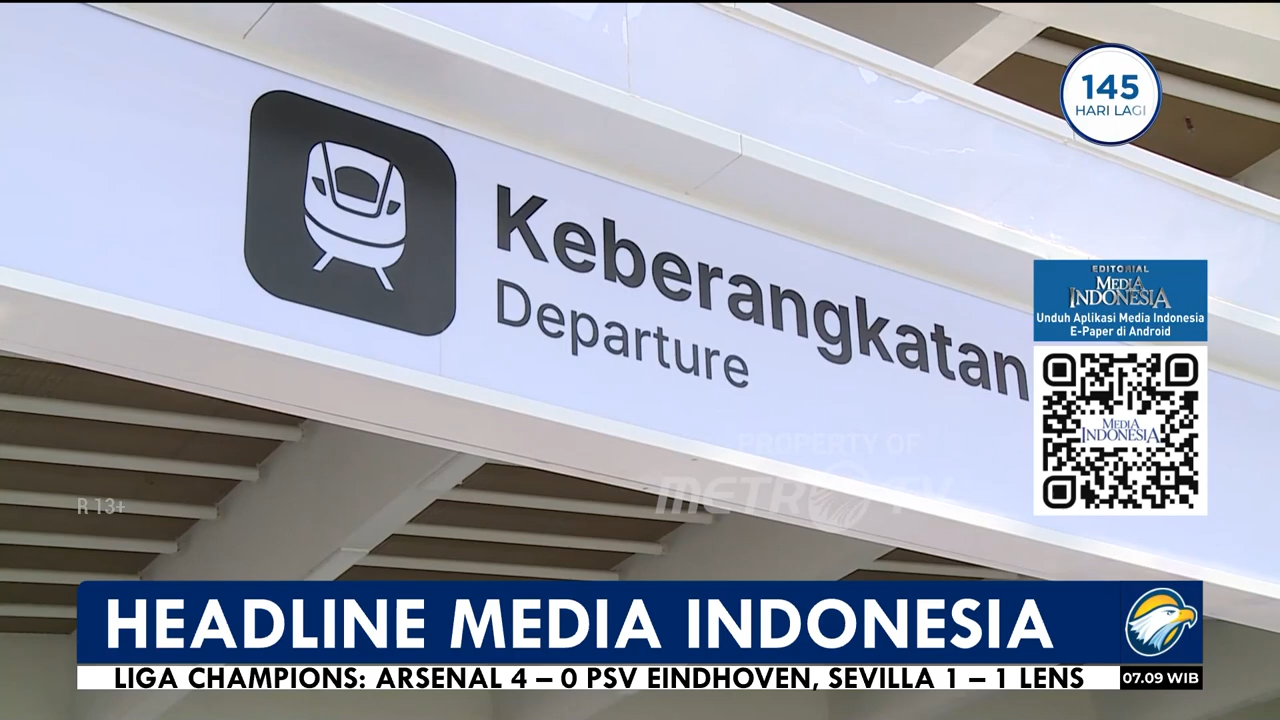 145
HARI LAGI
Keberangkatan
Departure
EDITORIAL
MEDIA
INDONESIA
Unduh Aplikasi Media Indonesia
E-Paper di Android
MEDIA
INDONESIA
PROPERTY OF
METRO TV
R 13+
HEADLINE MEDIA INDONESIA
LIGA CHAMPIONS: ARSENAL 4 – 0 PSV EINDHOVEN, SEVILLA 1 – 1 LENS
07.09 WIB